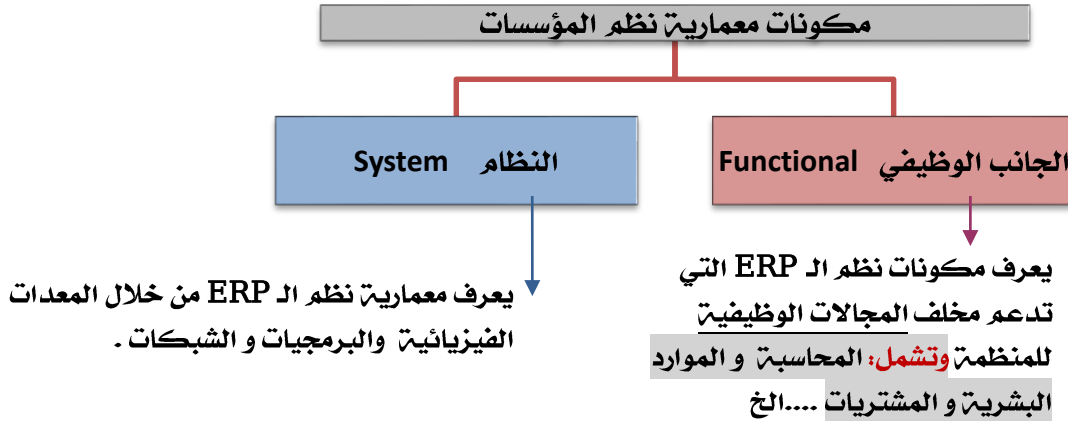 مكونات معمارية نظم المؤسسات
الجانب الوظيفي Functional
النظام System
يعرف مكونات نظم الـ ERP التي
تدعم مخلف المجالات الوظيفية
للمنظمة وتشمل: المحاسبة و الموارد
البشرية و المشتريات ....الخ
يعرف معمارية نظم الـ ERP من خلال المعدات
الفيزيائية والبرمجيات و الشبكات .